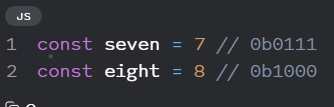 JS
1 const seven = 7 // 0b0111
2 const eight = 8 // 0b1000